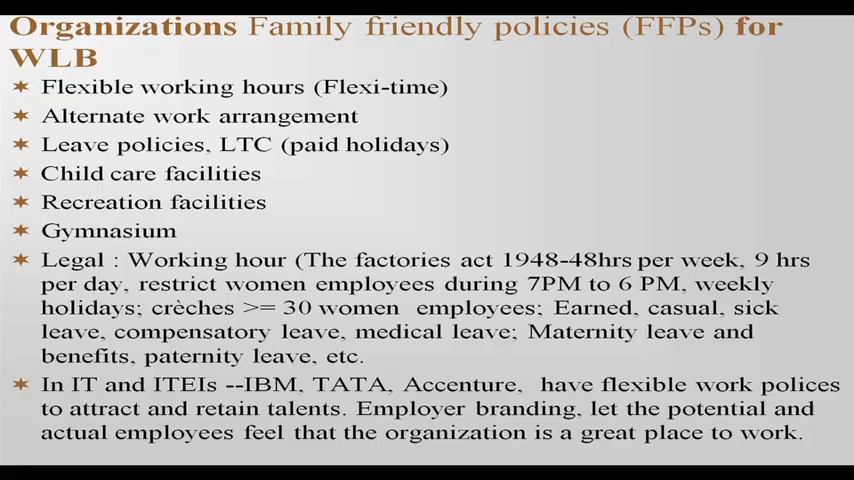 Organizations Family friendly policies (FFPs) for
WLB
✶ Flexible working hours (Flexi-time)
✶ Alternate work arrangement
✶ Leave policies, LTC (paid holidays)
✶ Child care facilities
✶ Recreation facilities
✶ Gymnasium
✶ Legal : Working hour (The factories act 1948-48hrs per week, 9 hrs
per day, restrict women employees during 7PM to 6 PM, weekly
holidays; crèches >= 30 women employees; Earned, casual, sick
leave, compensatory leave, medical leave; Maternity leave and
benefits, paternity leave, etc.
✶ In IT and ITEIs --IBM, TATA, Accenture, have flexible work polices
to attract and retain talents. Employer branding, let the potential and
actual employees feel that the organization is a great place to work.